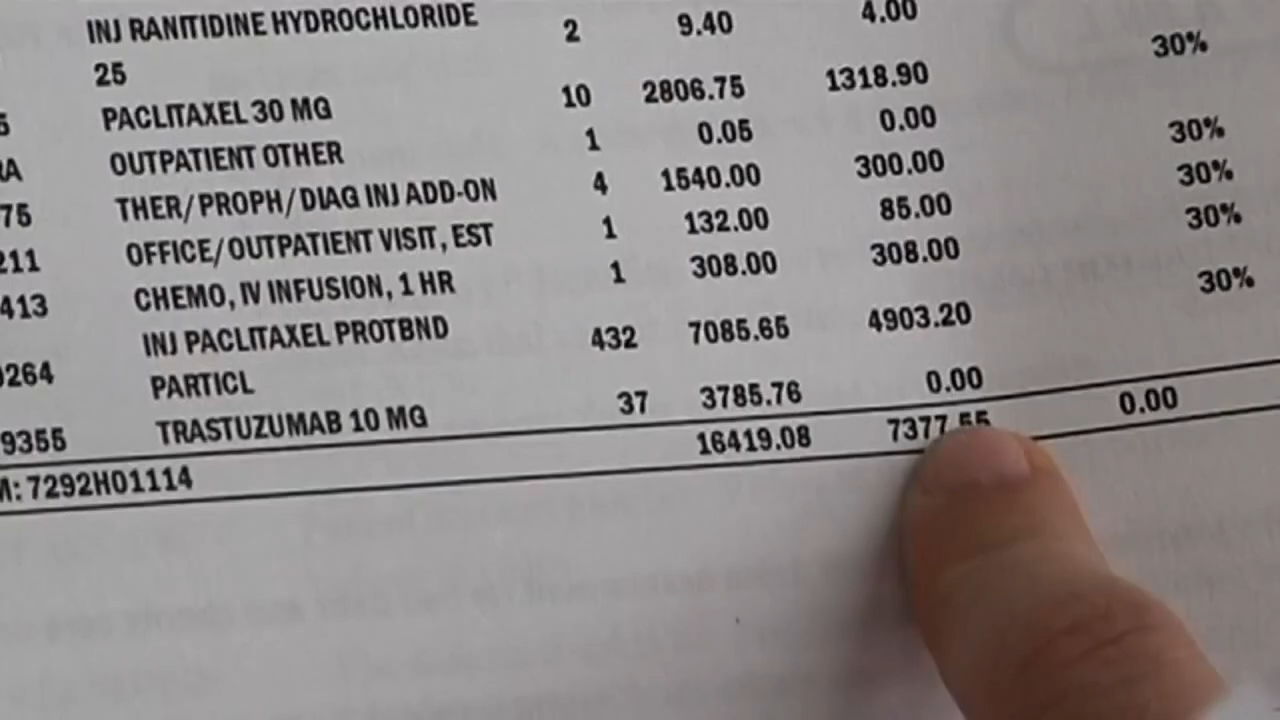 INJ RANITIDINE HYDROCHLORIDE 2 9.40 4.00
25 30%
5 PACLITAXEL 30 MG 10 2806.75 1318.90
RA OUTPATIENT OTHER 1 0.05 0.00
75 THER/PROPH/DIAG INJ ADD-ON 4 1540.00 300.00 30%
211 OFFICE/OUTPATIENT VISIT, EST 1 132.00 85.00 30%
413 CHEMO, IV INFUSION, 1 HR 1 308.00 308.00 30%
0264 INJ PACLITAXEL PROTBND 432 7085.65 4903.20 30%
PARTICL
9355 TRASTUZUMAB 10 MG 37 3785.76 0.00
M: 7292H01114 16419.08 7377.55 0.00